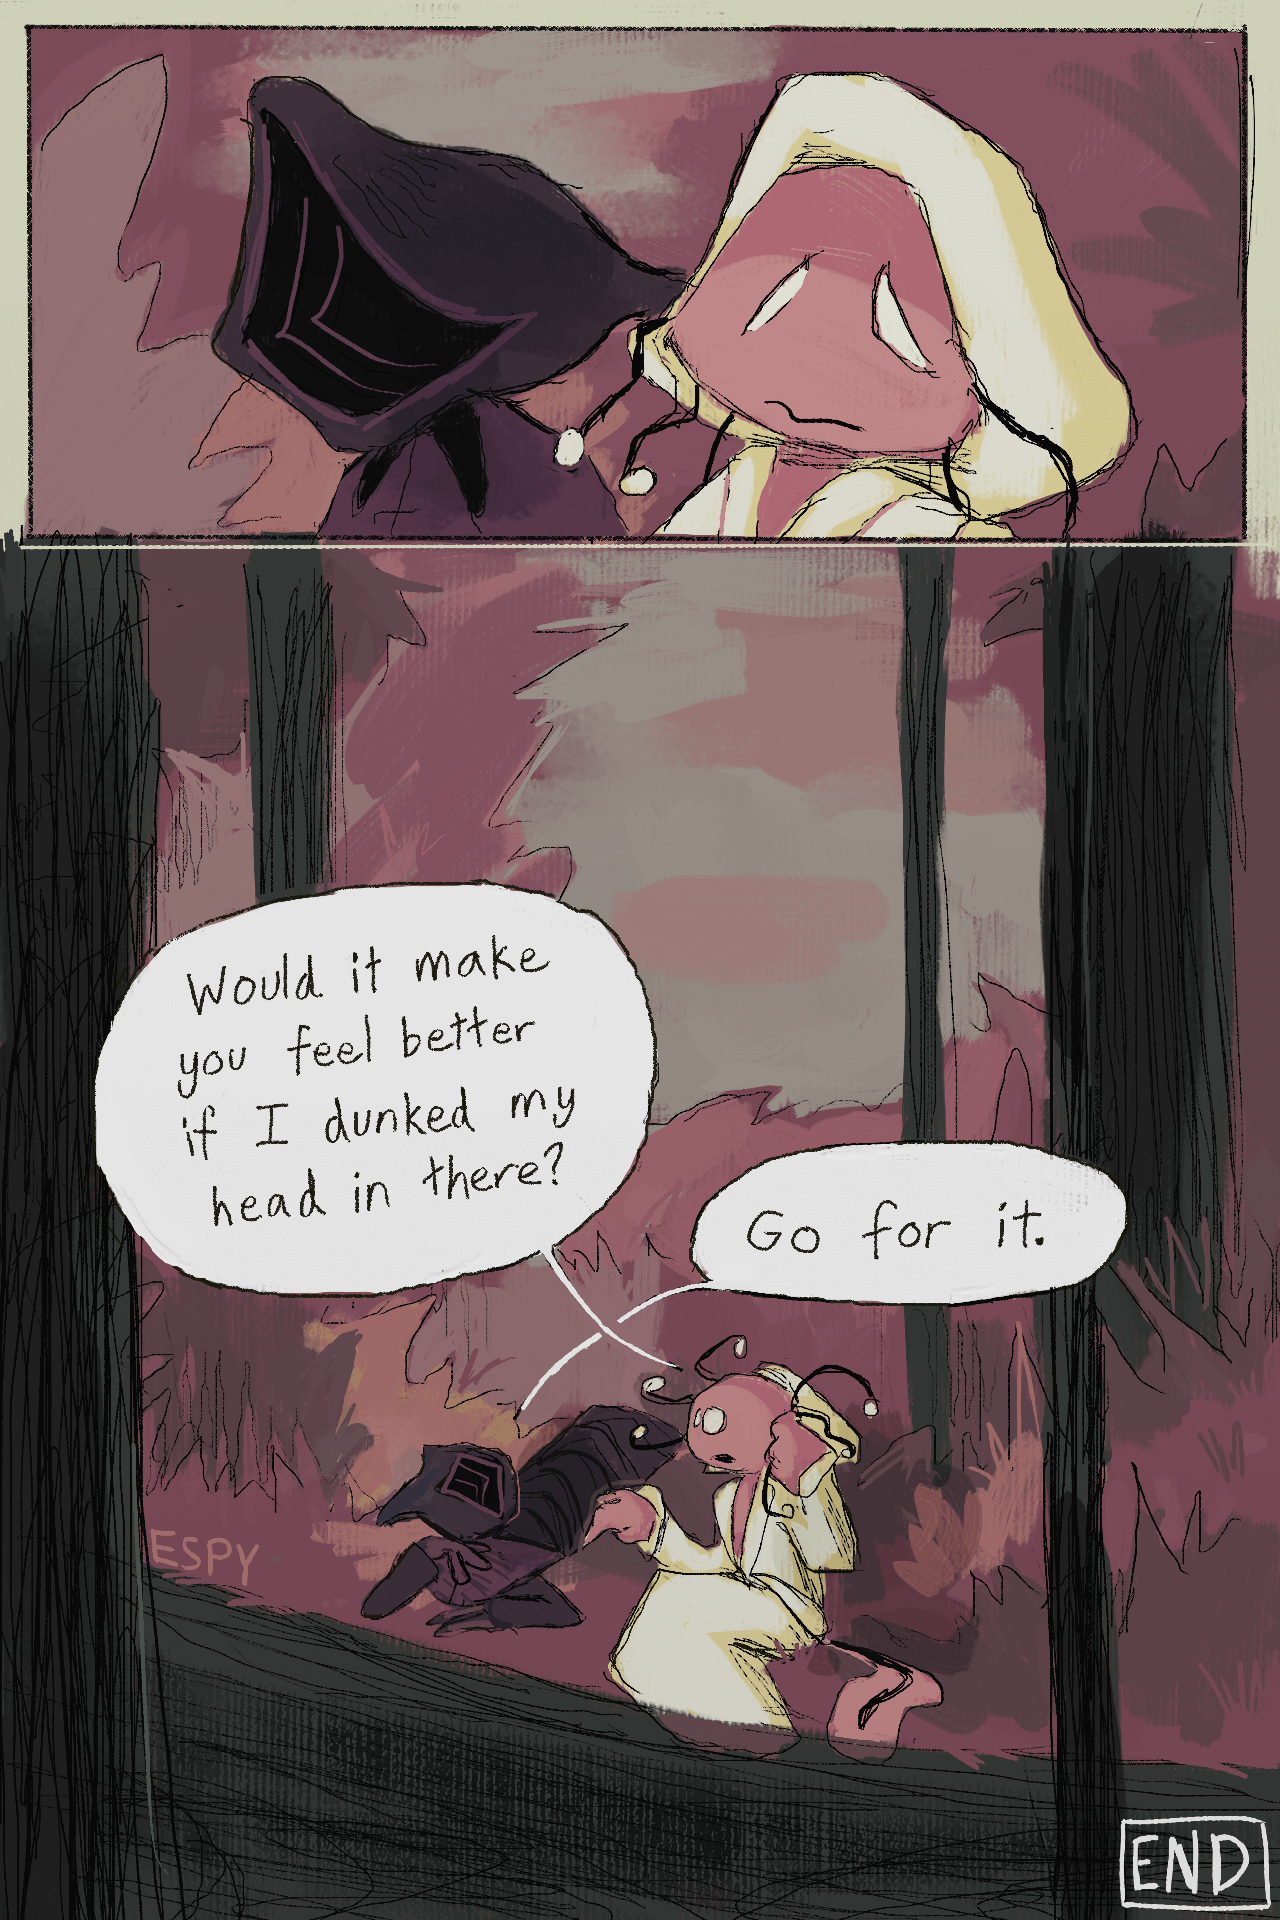 Would it make
you feel better
if I dunked my
head in there?
Go for it.
ESPY
END